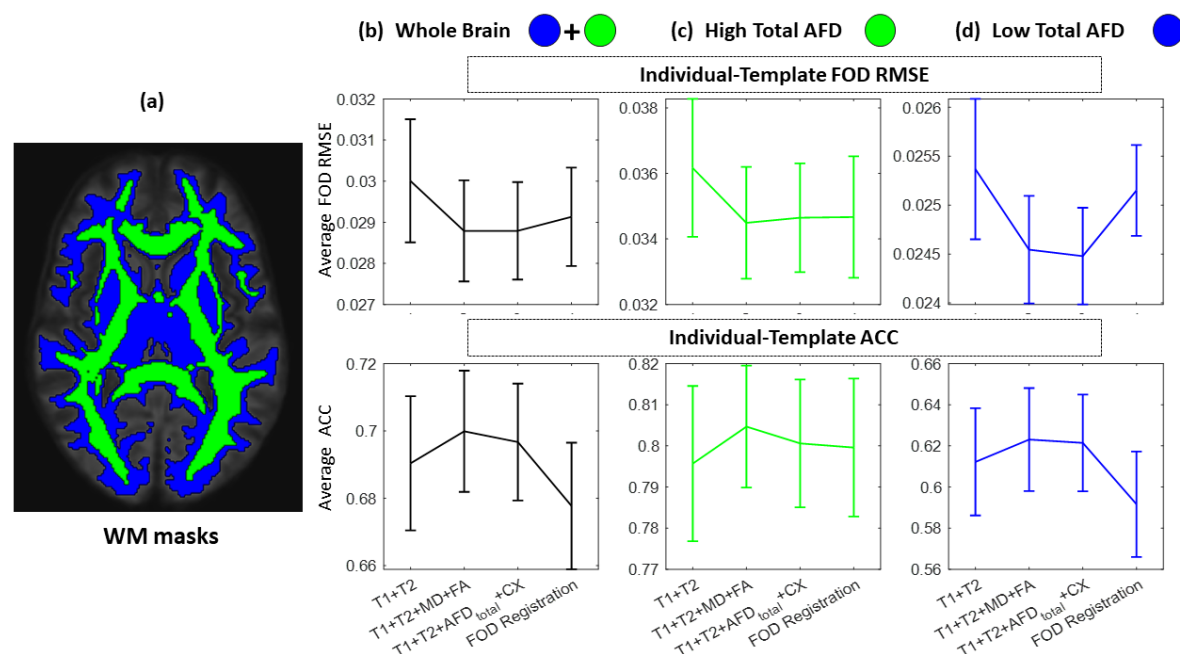 (b) Whole Brain + (c) High Total AFD (d) Low Total AFD
Individual-Template FOD RMSE
(a)
WM masks
Average FOD RMSE
0.032
0.031
0.03
0.029
0.028
0.027
0.038
0.036
0.034
0.032
0.026
0.0255
0.025
0.0245
0.024
Individual-Template ACC
Average ACC
0.72
0.7
0.68
0.66
0.82
0.81
0.8
0.79
0.78
0.77
0.66
0.64
0.62
0.6
0.58
0.56
T1+T2
T1+T2+MD+FA
T1+T2+AFD total +CX
FOD Registration
T1+T2
T1+T2+MD+FA
T1+T2+AFD total +CX
FOD Registration
T1+T2
T1+T2+MD+FA
T1+T2+AFD total +CX
FOD Registration